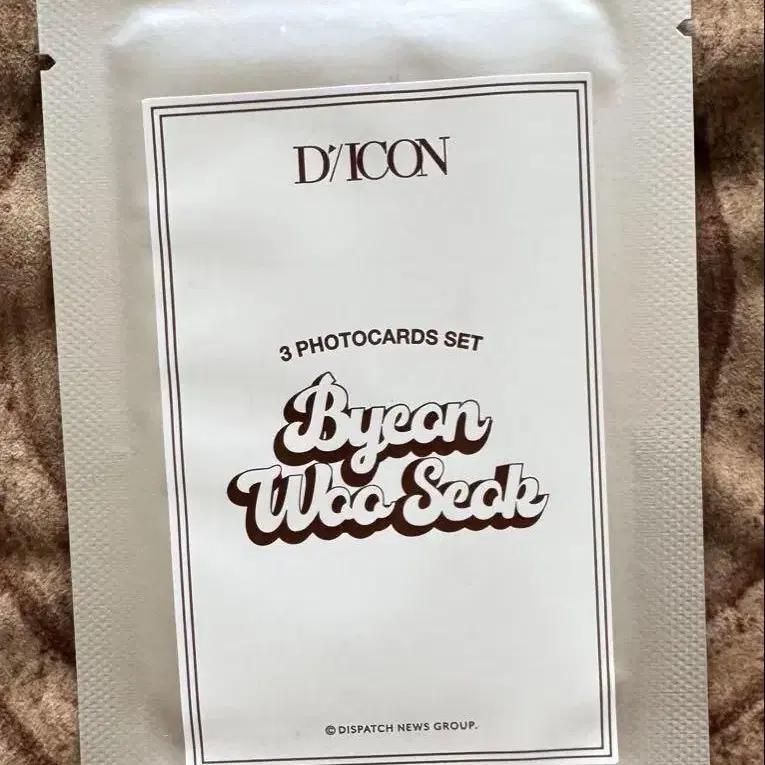 D'/ICON
3 PHOTOCARDS SET
Byeon
Woo Seok
© DISPATCH NEWS GROUP.